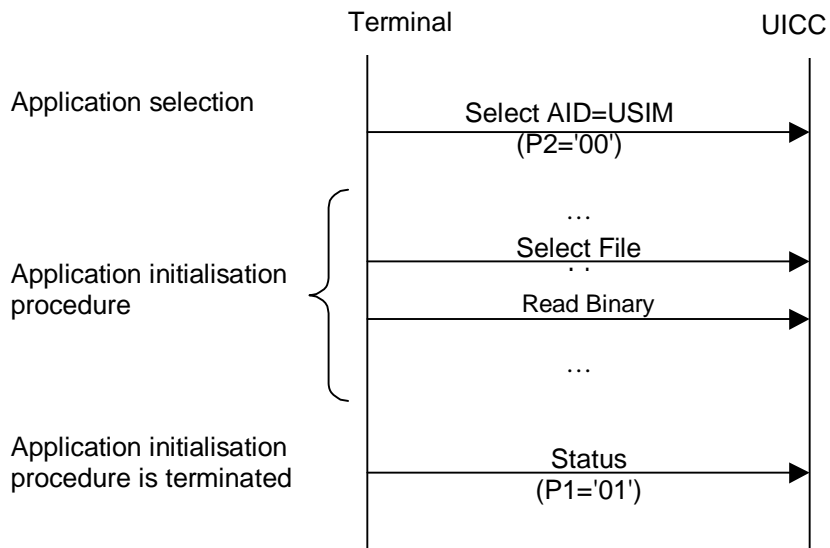 Terminal
UICC
Application selection
Select AID=USIM
(P2='00')
...
Select File
. .
Application initialisation
procedure
Read Binary
...
Application initialisation
procedure is terminated
Status
(P1='01')